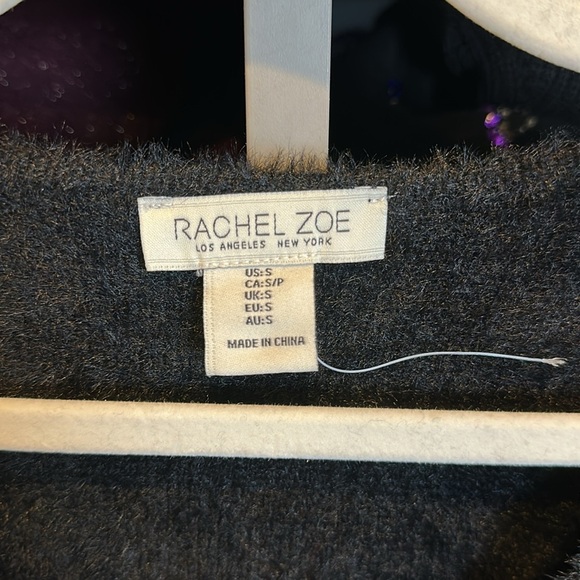 RACHEL ZOE
LOS ANGELES NEW YORK
US:S
CA:S/P
UK:S
EU:S
AU:S
MADE IN CHINA